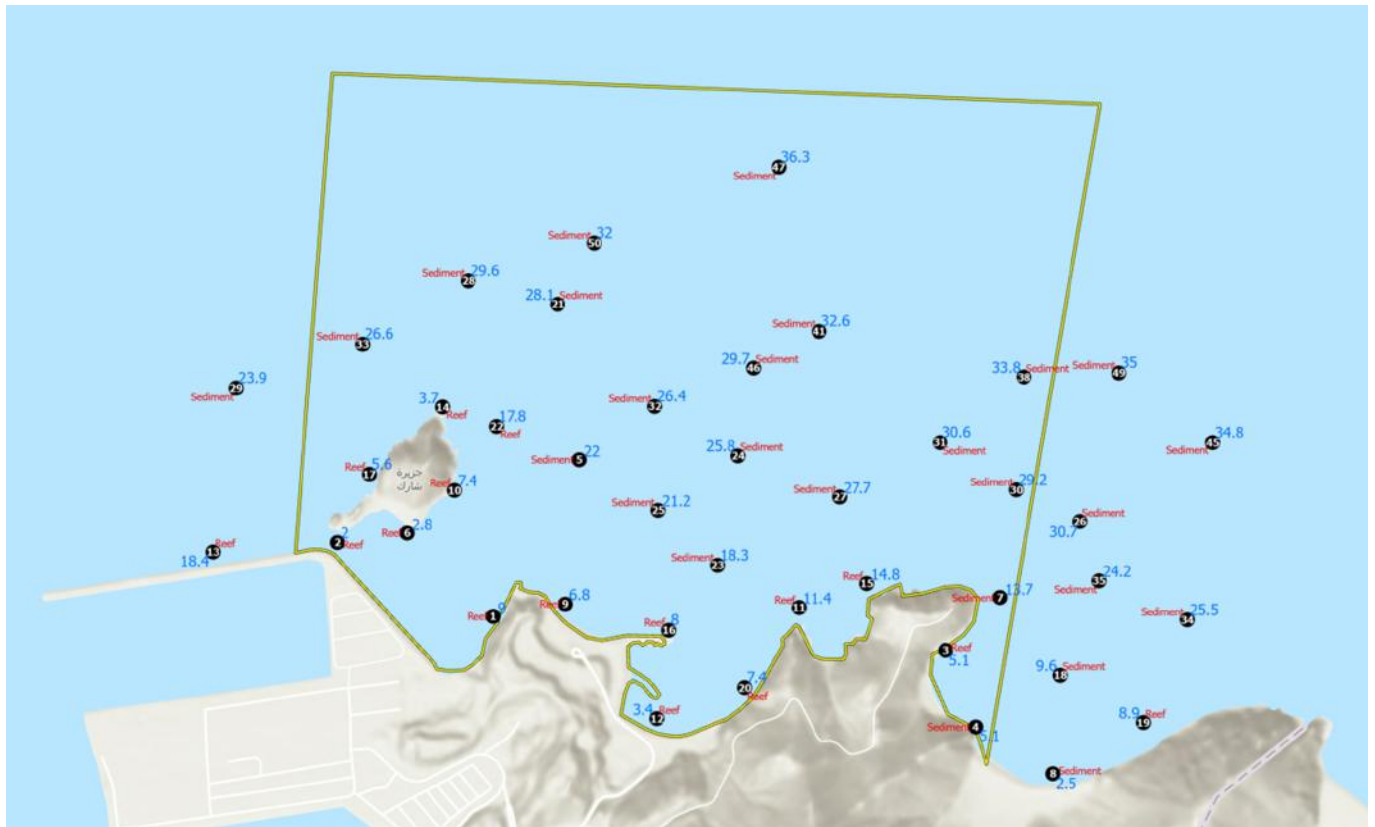 36.3
47
Sediment
Sediment 32
50
Sediment 29.6
28
28.1 Sediment
21
Sediment 32.6
41
Sediment 26.6
33
29.7 Sediment
46
33.8 Sediment
38
Sediment 35
49
23.9
29
Sediment
3.7
14
Reef
Sediment 26.4
32
17.8
22
Reef
30.6
31
Sediment
34.8
45
Sediment
25.8 Sediment
24
22
Sediment 5
Reef 5.6
17
جزيرة
شارك
7.4
Reef 10
29.2
Sediment 30
27.7
Sediment 27
21.2
Sediment 25
Sediment
26
30.7
2.8
Reef 6
2
2 Reef
Reef
13
18.4
18.3
Sediment 23
24.2
35
Sediment
Reef 14.8
15
13.7
Sediment 7
6.8
Reef 9
11.4
Reef 11
9
Reef 1
25.5
Sediment 34
8
Reef 16
3 Reef
5.1
9.6 Sediment
18
7.4
20
Reef
3.4 Reef
12
8.9 Reef
19
Sediment 4
5.1
8 Sediment
2.5